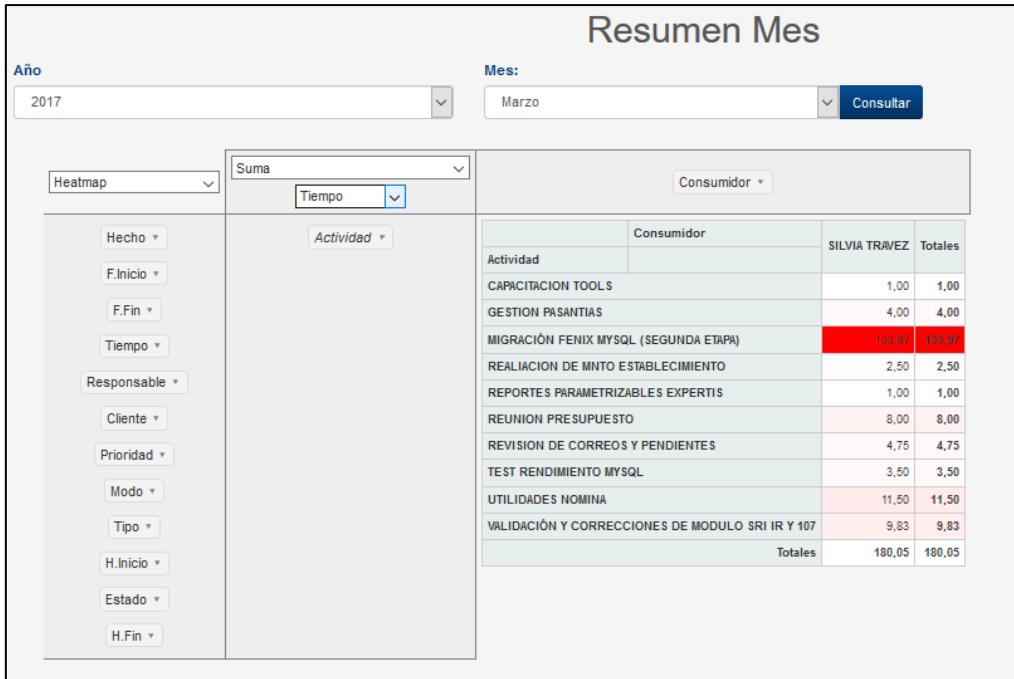 Resumen Mes
Año
Mes:
2017
Marzo
Consultar
Heatmap
Suma
Tiempo
Consumidor
Hecho
F.Inicio
F.Fin
Tiempo
Responsable
Cliente
Prioridad
Modo
Tipo
H.Inicio
Estado
H.Fin
Actividad
Consumidor SILVIA TRAVEZ Totales
Actividad
CAPACITACION TOOLS 1,00 1,00
GESTION PASANTIAS 4,00 4,00
MIGRACIÓN FENIX MYSQL (SEGUNDA ETAPA) 133,97 133,97
REALIACION DE MNTO ESTABLECIMIENTO 2,50 2,50
REPORTES PARAMETRIZABLES EXPERTIS 1,00 1,00
REUNION PRESUPUESTO 8,00 8,00
REVISION DE CORREOS Y PENDIENTES 4,75 4,75
TEST RENDIMIENTO MYSQL 3,50 3,50
UTILIDADES NOMINA 11,50 11,50
VALIDACIÓN Y CORRECCIONES DE MODULO SRI IR Y 107 9,83 9,83
Totales 180,05 180,05